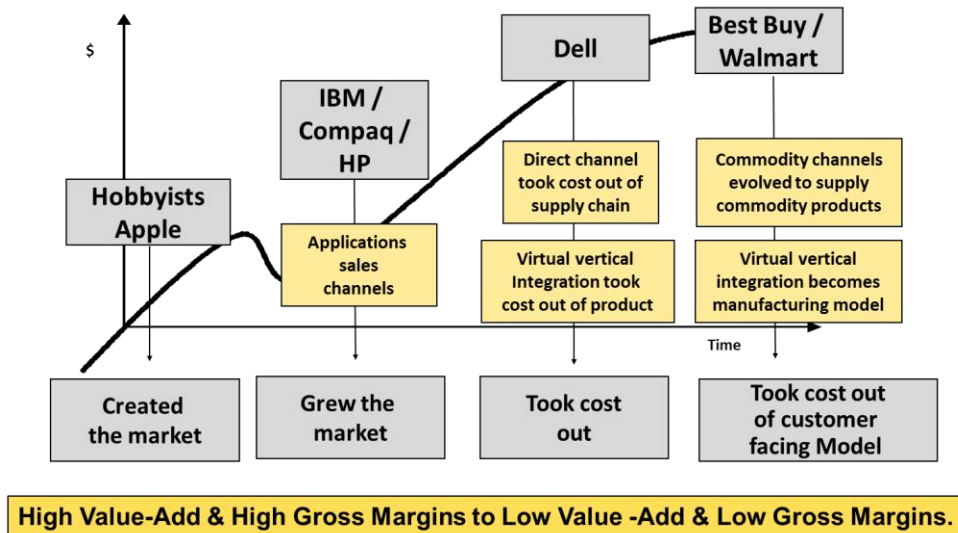 $
Hobbyists
Apple
IBM /
Compaq /
HP
Dell
Best Buy /
Walmart
Applications
sales
channels
Direct channel
took cost out of
supply chain
Commodity channels
evolved to supply
commodity products
Virtual vertical
Integration took
cost out of product
Virtual vertical
integration becomes
manufacturing model
Time
Created
the market
Grew the
market
Took cost
out
Took cost out
of customer
facing Model
High Value-Add & High Gross Margins to Low Value -Add & Low Gross Margins.